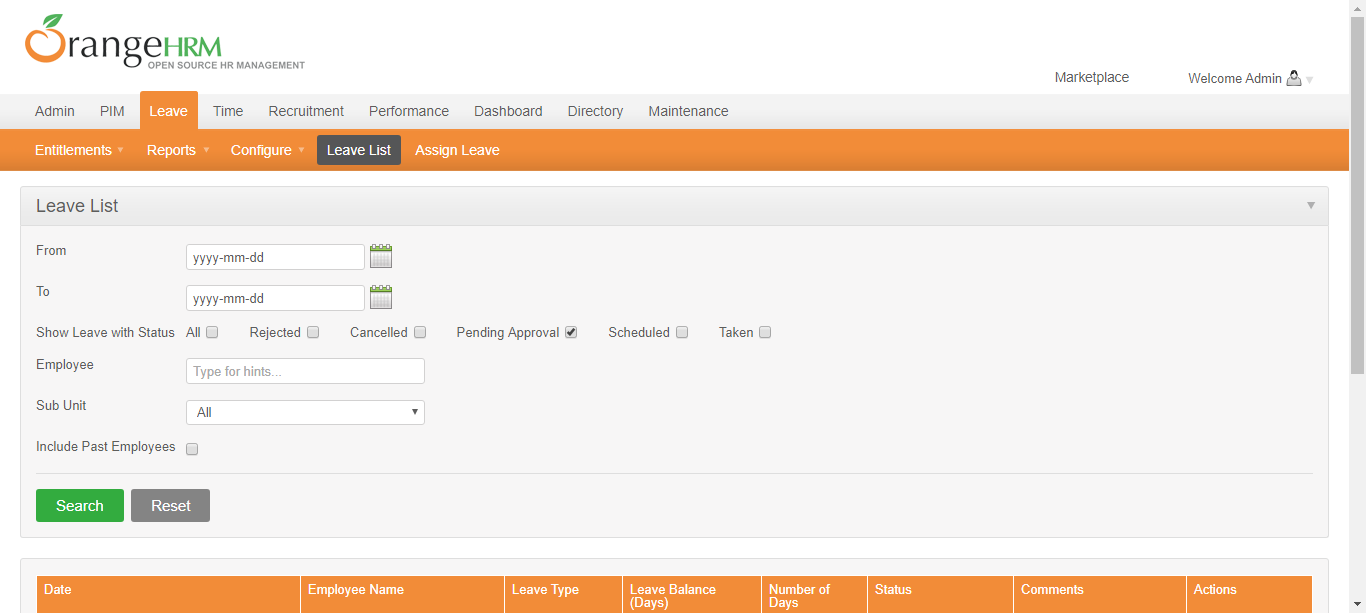 OrangeHRM
OPEN SOURCE HR MANAGEMENT
Marketplace Welcome Admin
Admin PIM Leave Time Recruitment Performance Dashboard Directory Maintenance
Entitlements Reports Configure Leave List Assign Leave
Leave List
From yyyy-mm-dd
To yyyy-mm-dd
Show Leave with Status All Rejected Cancelled Pending Approval Scheduled Taken
Employee Type for hints...
Sub Unit All
Include Past Employees
Search Reset
Date Employee Name Leave Type Leave Balance Number of Status Comments Actions
(Days) Days